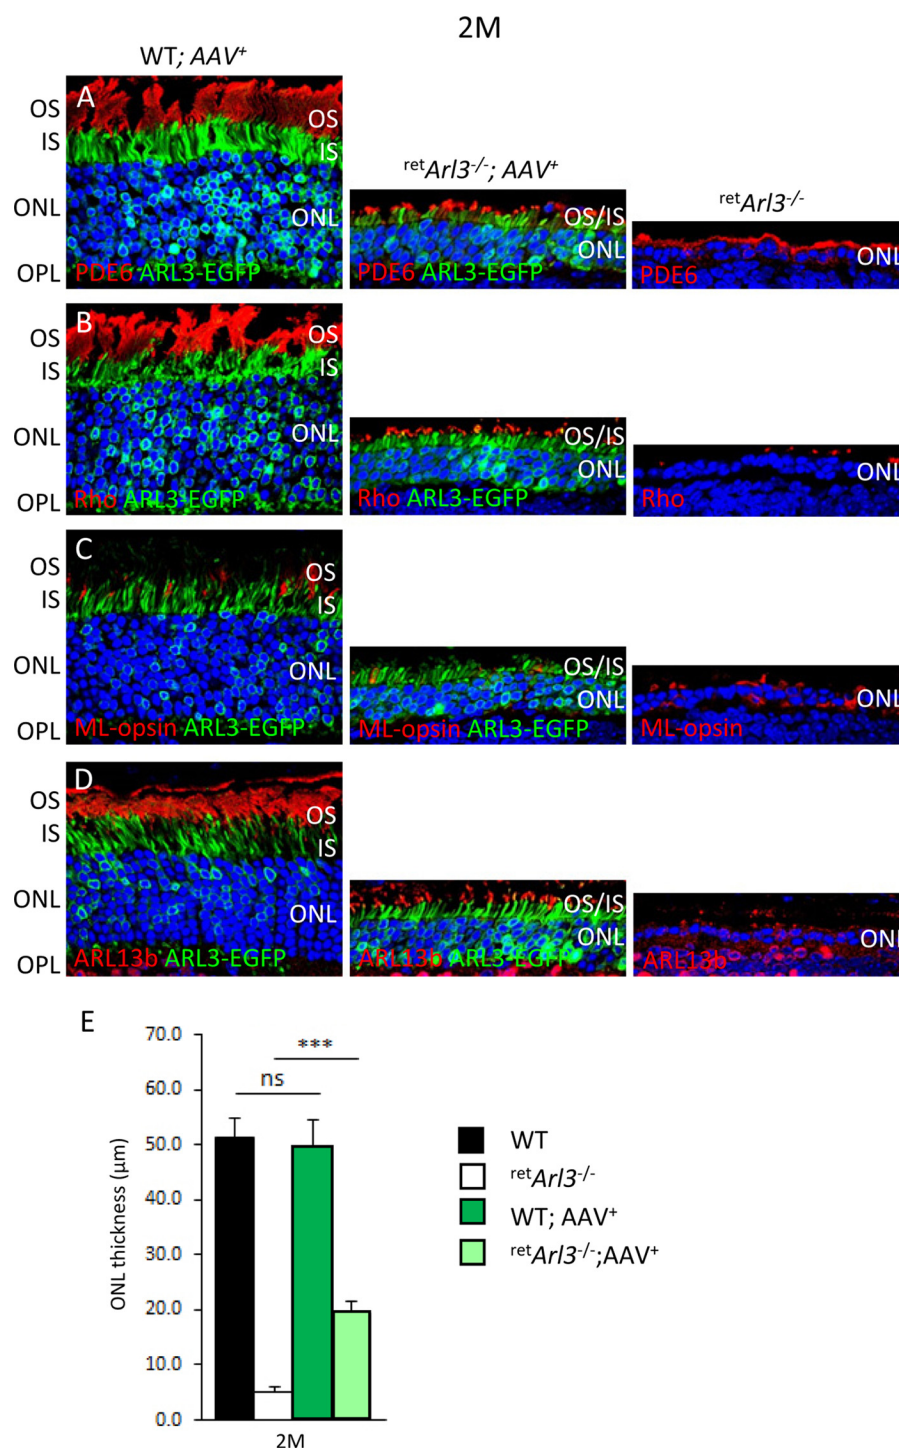 2M
WT; AAV⁺
ʳᵉᵗArl3⁻/⁻; AAV⁺
ʳᵉᵗArl3⁻/⁻
A
OS
IS
ONL
OPL
OS
IS
ONL
PDE6 ARL3-EGFP
OS/IS
ONL
PDE6 ARL3-EGFP
ONL
PDE6
B
OS
IS
ONL
OPL
OS
IS
ONL
Rho ARL3-EGFP
OS/IS
ONL
Rho ARL3-EGFP
ONL
Rho
C
OS
IS
ONL
OPL
OS
IS
ONL
ML-opsin ARL3-EGFP
OS/IS
ONL
ML-opsin ARL3-EGFP
ONL
ML-opsin
D
OS
IS
ONL
OPL
OS
IS
ONL
ARL13b ARL3-EGFP
OS/IS
ONL
ARL13b ARL3-EGFP
ONL
ARL13b
E
ONL thickness (µm)
70.0
60.0
50.0
40.0
30.0
20.0
10.0
0.0
***
ns
2M
WT
ʳᵉᵗArl3⁻/⁻
WT; AAV⁺
ʳᵉᵗArl3⁻/⁻;AAV⁺